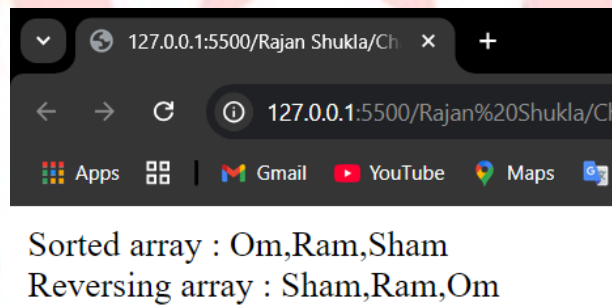 127.0.0.1:5500/Rajan Shukla/Ch
127.0.0.1:5500/Rajan%20Shukla/Ch
Apps Gmail YouTube Maps
Sorted array : Om,Ram,Sham
Reversing array : Sham,Ram,Om